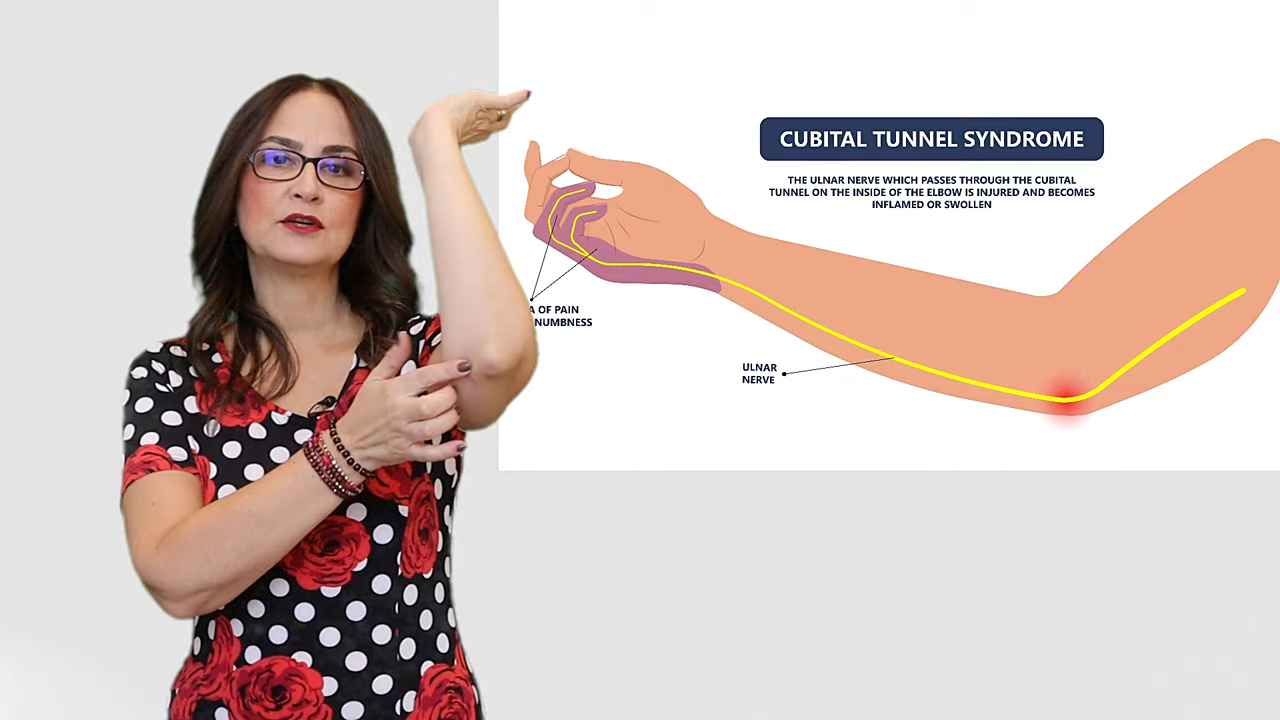 CUBITAL TUNNEL SYNDROME
THE ULNAR NERVE WHICH PASSES THROUGH THE CUBITAL
TUNNEL ON THE INSIDE OF THE ELBOW IS INJURED AND BECOMES
INFLAMED OR SWOLLEN
OF PAIN
NUMBNESS
ULNAR
NERVE